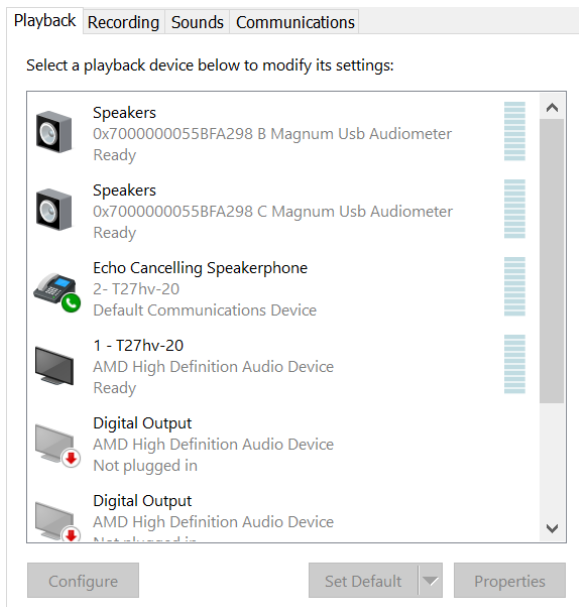 Playback Recording Sounds Communications
Select a playback device below to modify its settings:
Speakers
0x7000000055BFA298 B Magnum Usb Audiometer
Ready
Speakers
0x7000000055BFA298 C Magnum Usb Audiometer
Ready
Echo Cancelling Speakerphone
2- T27hv-20
Default Communications Device
1 - T27hv-20
AMD High Definition Audio Device
Ready
Digital Output
AMD High Definition Audio Device
Not plugged in
Digital Output
AMD High Definition Audio Device
Not plugged in
Configure Set Default Properties